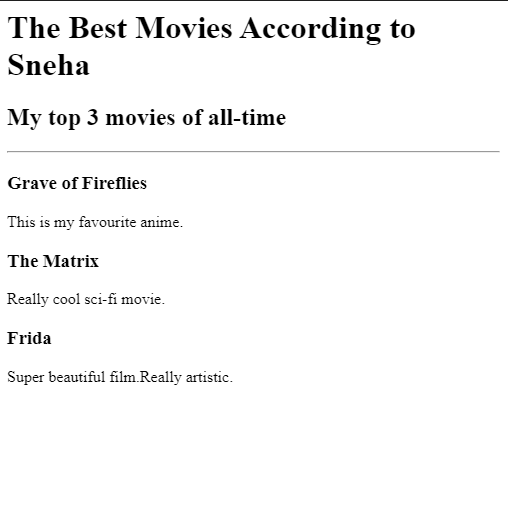 The Best Movies According to
Sneha
My top 3 movies of all-time
Grave of Fireflies
This is my favourite anime.
The Matrix
Really cool sci-fi movie.
Frida
Super beautiful film.Really artistic.